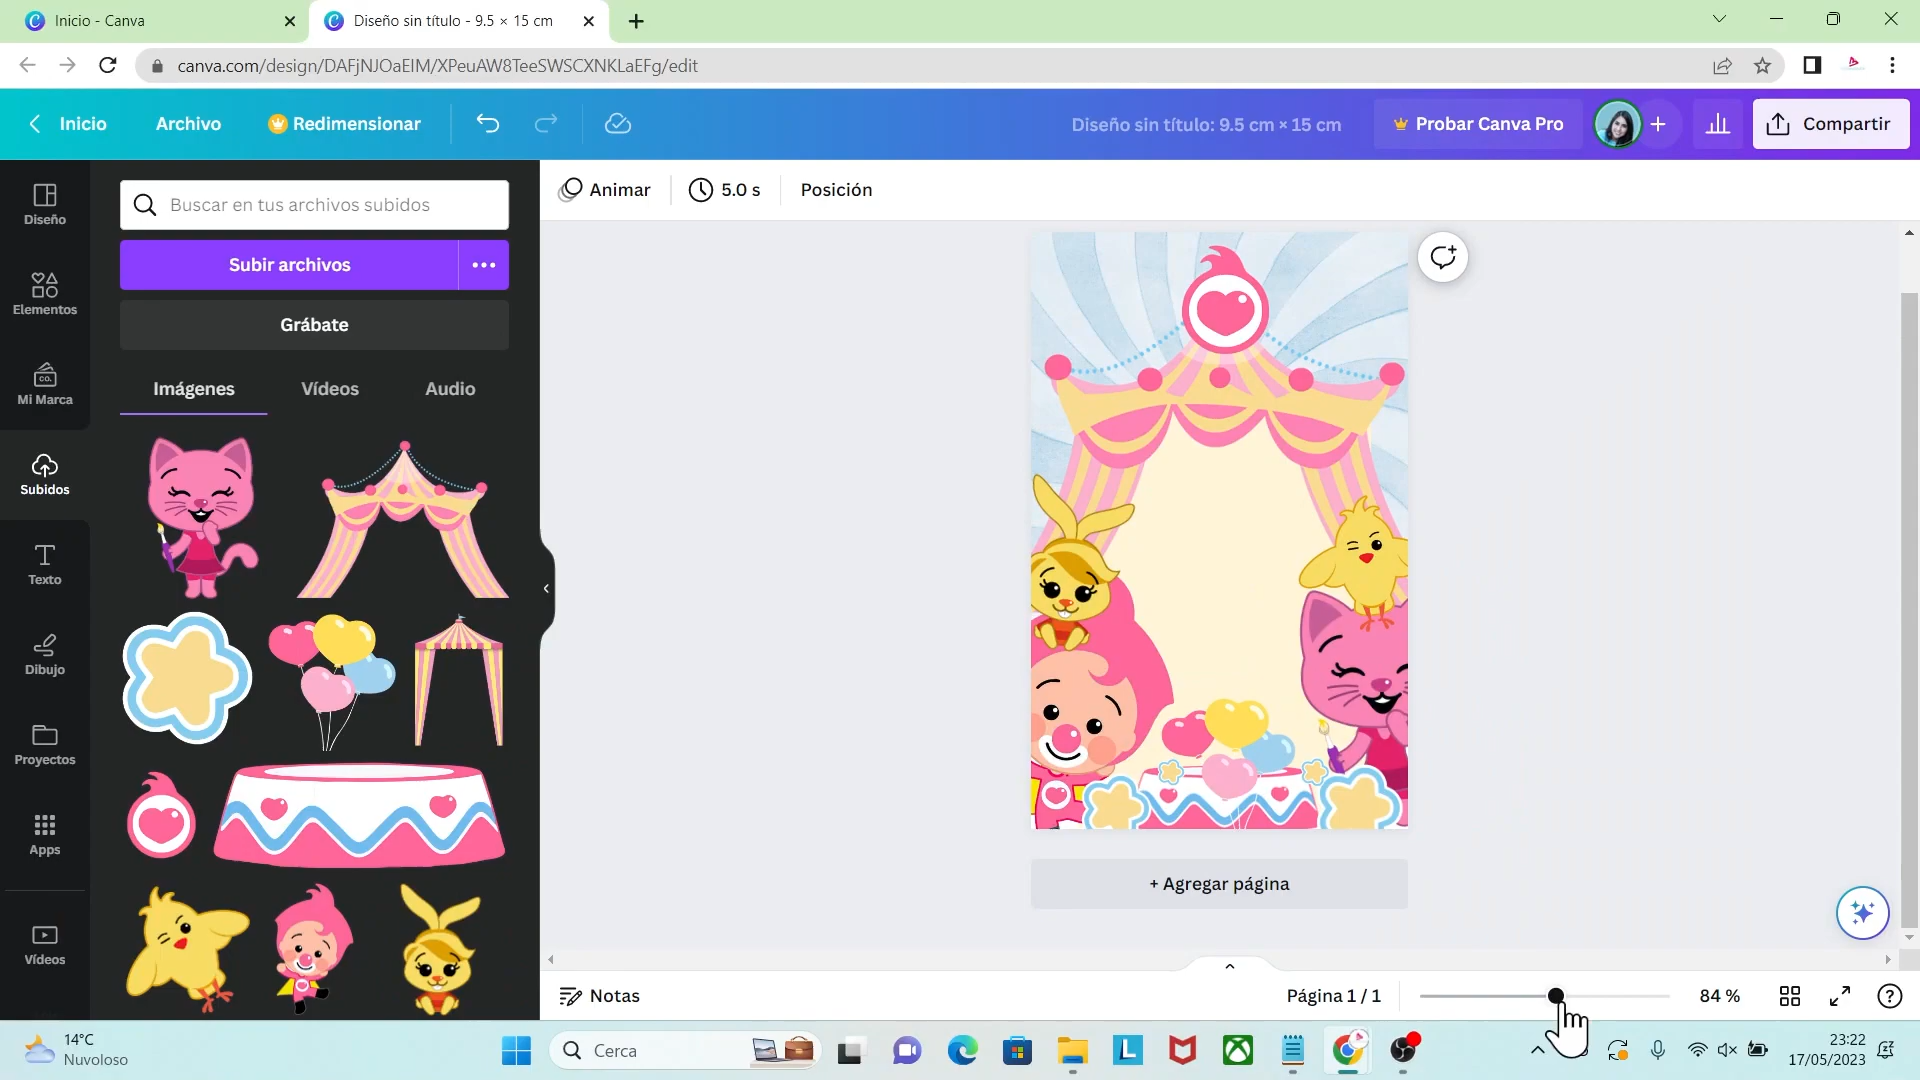 Inicio - Canva
Diseño sin título - 9.5 × 15 cm
canva.com/design/DAFjNJOaEIM/XPeuAW8TeeSWSCXNKLaEFg/edit
Inicio
Archivo
Redimensionar
Diseño sin título: 9.5 cm × 15 cm
Probar Canva Pro
Compartir
Diseño
Elementos
CO.
Mi Marca
Subidos
Texto
Dibujo
Proyectos
Apps
Vídeos
Buscar en tus archivos subidos
Subir archivos
Grábate
Imágenes
Vídeos
Audio
Animar
5.0 s
Posición
+ Agregar página
Notas
Página 1 / 1
84 %
14°C
Nuvoloso
Cerca
23:22
17/05/2023